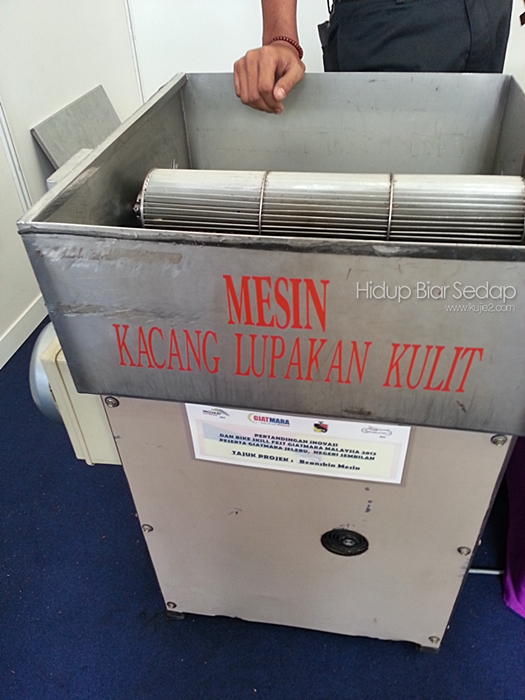 Hidup Biar Sedap
www.kuje2.com
MESIN
KACANG LUPAKAN KULIT
GIATMARA
PERTANDINGAN INOVASI
DAN BIKE SKILL FEST GIATMARA MALAYSIA 2013
PESERTA GIATMARA JELEBU, NEGERI SEMBILAN
TAJUK PROJEK : Beanskin Mesin